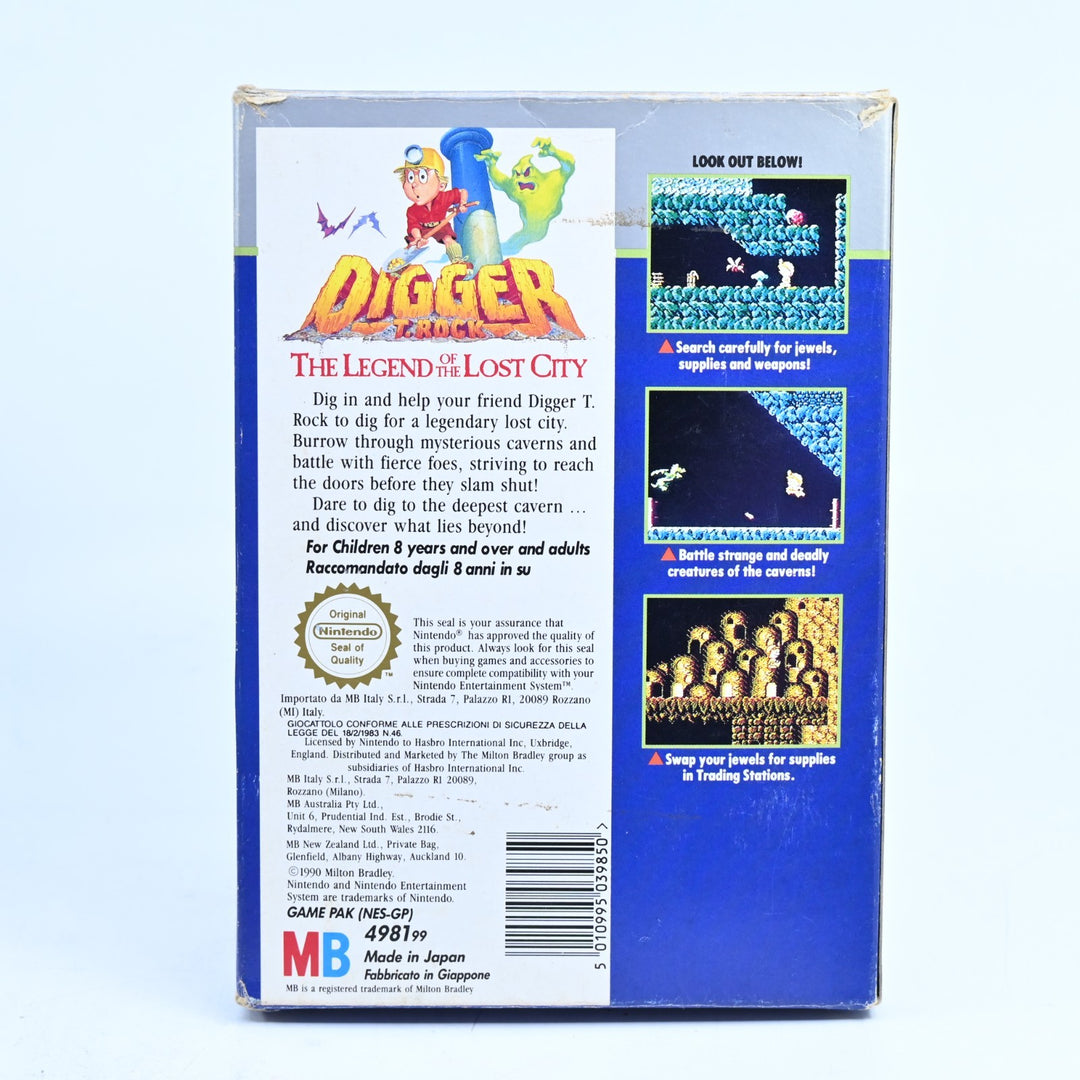 DIGGER
T.ROCK
THE LEGEND OF THE LOST CITY
Dig in and help your friend Digger T.
Rock to dig for a legendary lost city.
Burrow through mysterious caverns and
battle with fierce foes, striving to reach
the doors before they slam shut!
Dare to dig to the deepest cavern ...
and discover what lies beyond!
For Children 8 years and over and adults
Raccomandato dagli 8 anni in su
Original
Nintendo
Seal of
Quality
TM
This seal is your assurance that
Nintendo® has approved the quality of
this product. Always look for this seal
when buying games and accessories to
ensure complete compatibility with your
Nintendo Entertainment System™.
Importato da MB Italy S.r.l., Strada 7, Palazzo R1, 20089 Rozzano
(MI) Italy.
GIOCATTOLO CONFORME ALLE PRESCRIZIONI DI SICUREZZA DELLA
LEGGE DEL 18/2/1983 N.46.
Licensed by Nintendo to Hasbro International Inc, Uxbridge,
England. Distributed and Marketed by The Milton Bradley group as
subsidiaries of Hasbro International Inc.
MB Italy S.r.l., Strada 7, Palazzo R1 20089,
Rozzano (Milano).
MB Australia Pty Ltd.,
Unit 6, Prudential Ind. Est., Brodie St.,
Rydalmere, New South Wales 2116.
MB New Zealand Ltd., Private Bag,
Glenfield, Albany Highway, Auckland 10.
©1990 Milton Bradley.
Nintendo and Nintendo Entertainment
System are trademarks of Nintendo.
GAME PAK (NES-GP)
MB
498199
Made in Japan
Fabbricato in Giappone
MB is a registered trademark of Milton Bradley
5 010995 039850 >
LOOK OUT BELOW!
Search carefully for jewels,
supplies and weapons!
Battle strange and deadly
creatures of the caverns!
Swap your jewels for supplies
in Trading Stations.